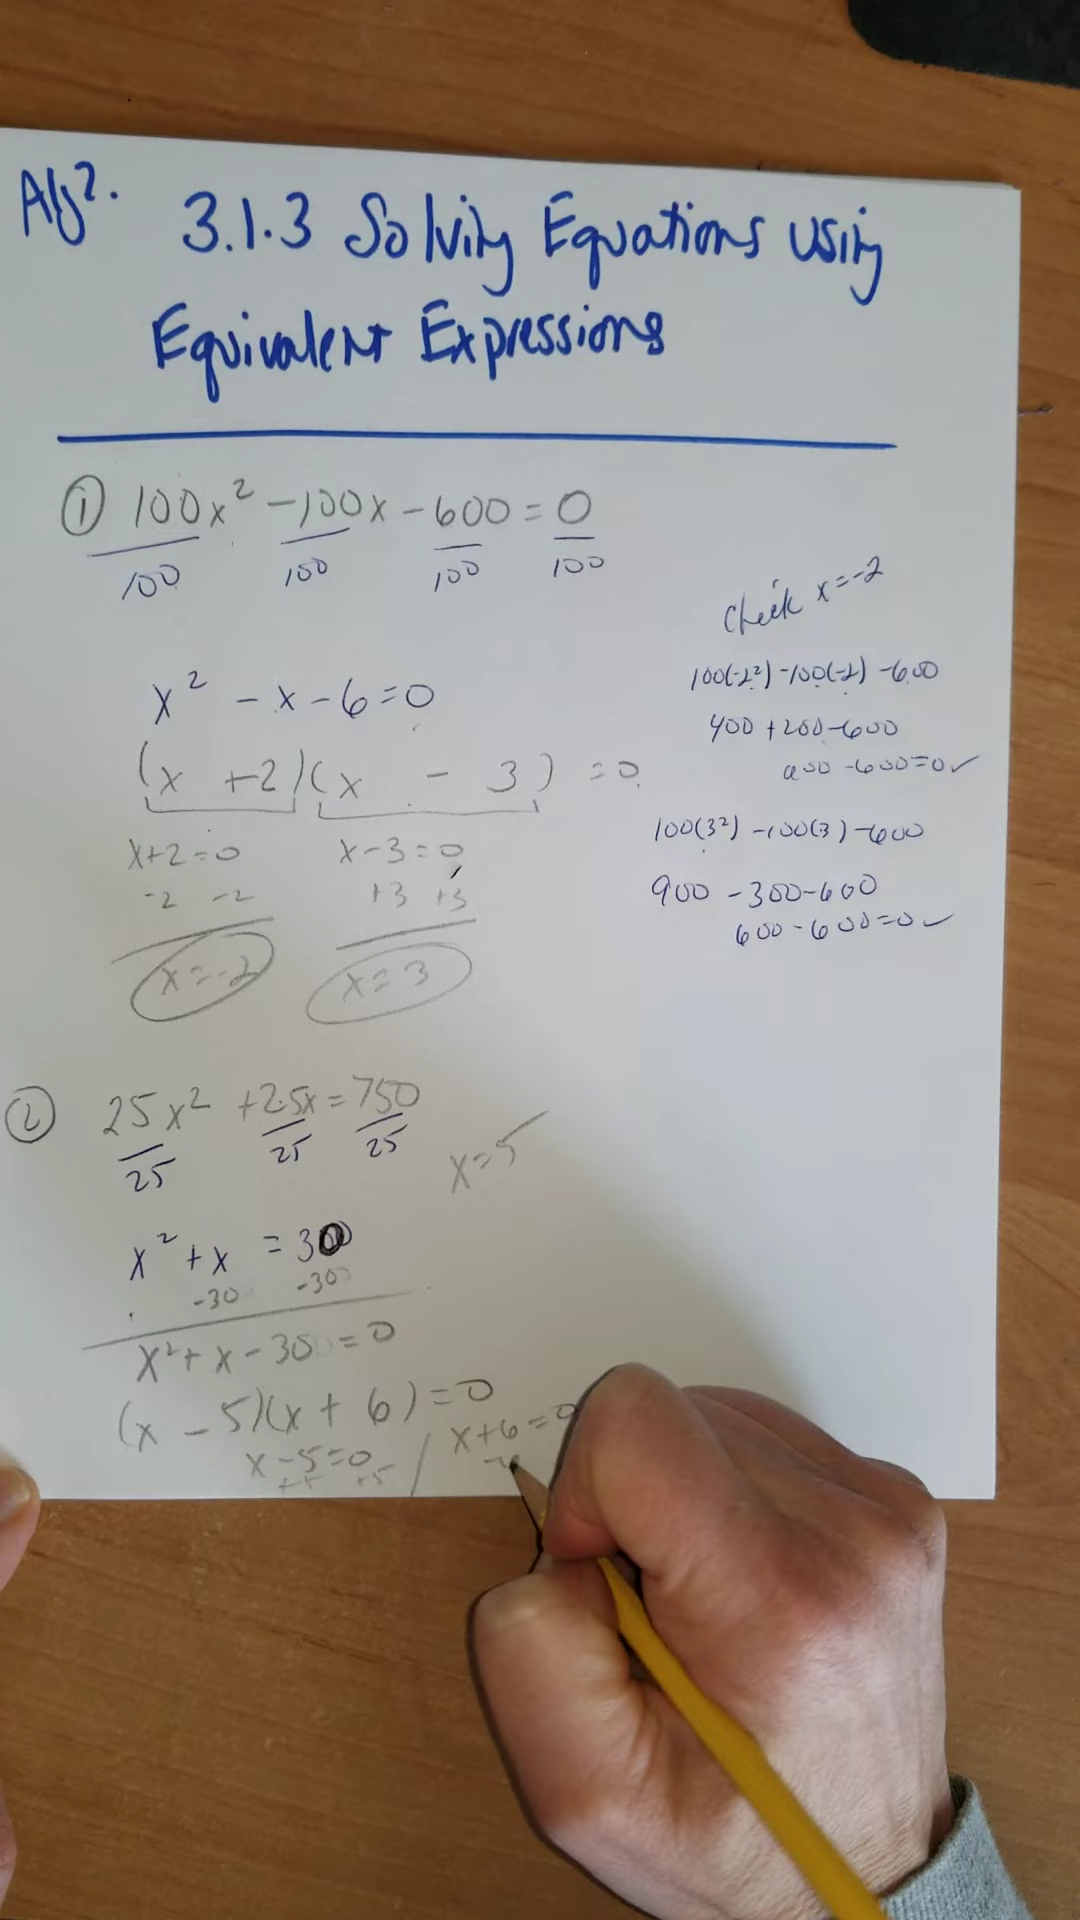 Alg 2.
3.1.3 Solving Equations using
Equivalent Expressions
① 100x² - 100x - 600 = 0
100 100 100 100
x² - x - 6 = 0
(x + 2)(x - 3) = 0
x+2=0 x-3=0
-2 -2 +3 +3
x=-2 x=3
Check x=-2
100(-2²) -100(-2) -600
400 +200 -600
600 -600=0 ✓
100(3²) -100(3) -600
900 -300-600
600 - 600=0 ✓
② 25x² +25x = 750
25 25 25
x=5
x² + x = 30
-30 -30
x² + x - 30 = 0
(x - 5)(x + 6) = 0
x-5=0 / x+6=0
+5 +5